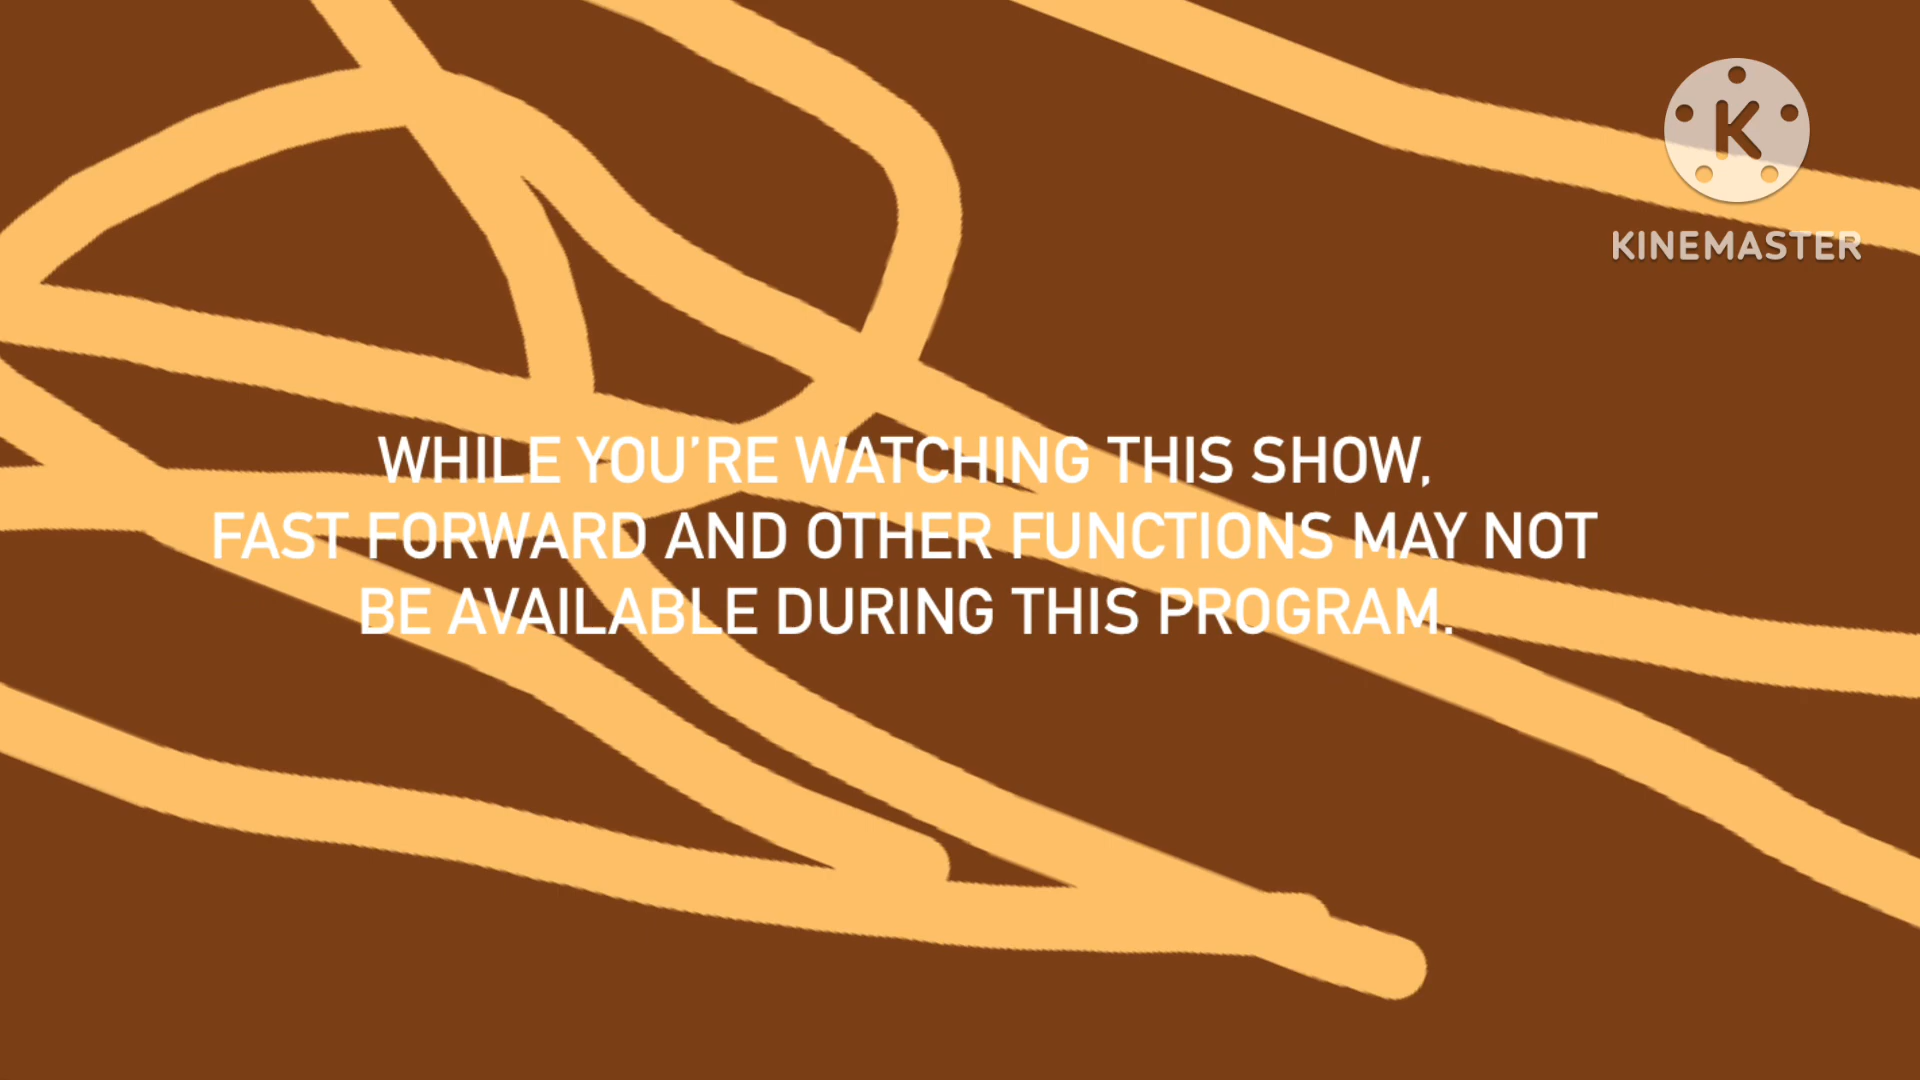 K
KINEMASTER
WHILE YOU'RE WATCHING THIS SHOW,
FAST FORWARD AND OTHER FUNCTIONS MAY NOT
BE AVAILABLE DURING THIS PROGRAM.